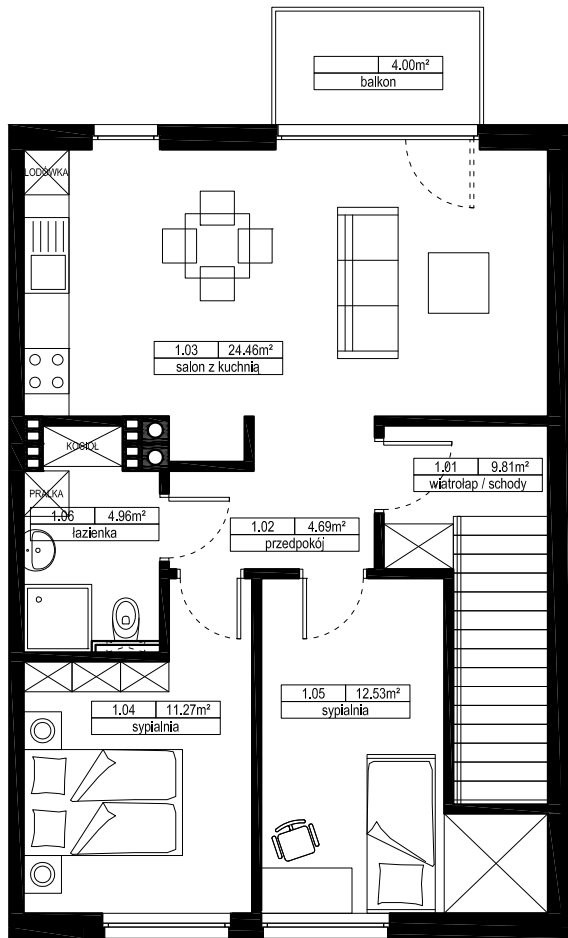 4.00m²
balkon
LODÓWKA
1.03 24.46m²
salon z kuchnią
KOCIOŁ
1.01 9.81m²
wiatrołap / schody
PRALKA
1.06 4.96m²
łazienka
1.02 4.69m²
przedpokój
1.05 12.53m²
sypialnia
1.04 11.27m²
sypialnia